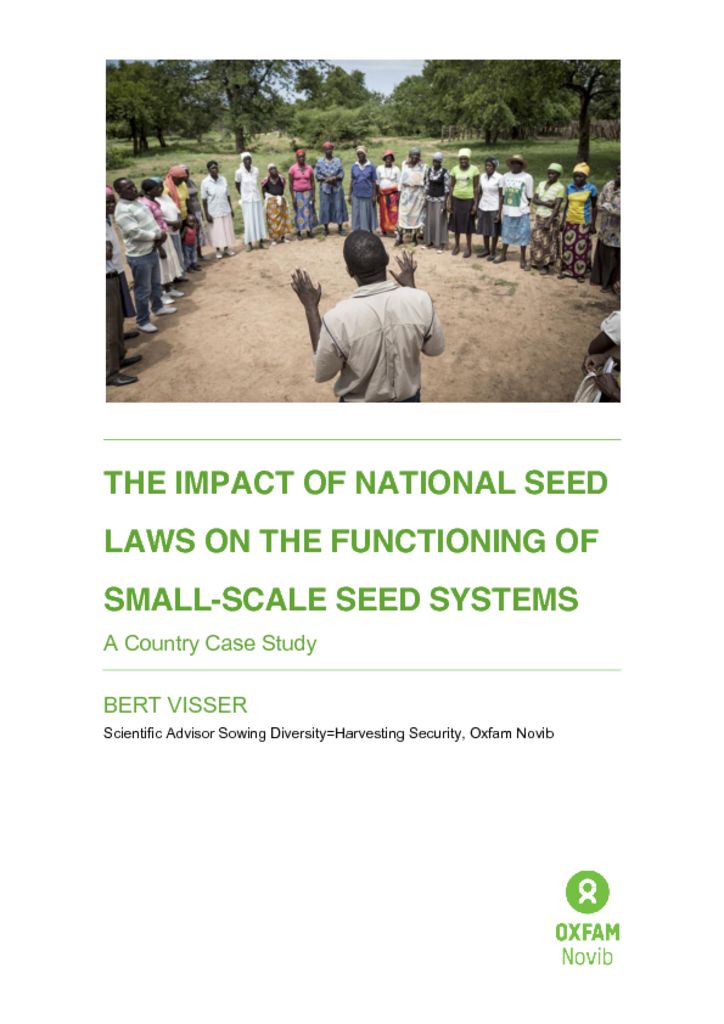 THE IMPACT OF NATIONAL SEED
LAWS ON THE FUNCTIONING OF
SMALL-SCALE SEED SYSTEMS
A Country Case Study
BERT VISSER
Scientific Advisor Sowing Diversity=Harvesting Security, Oxfam Novib
OXFAM
Novib